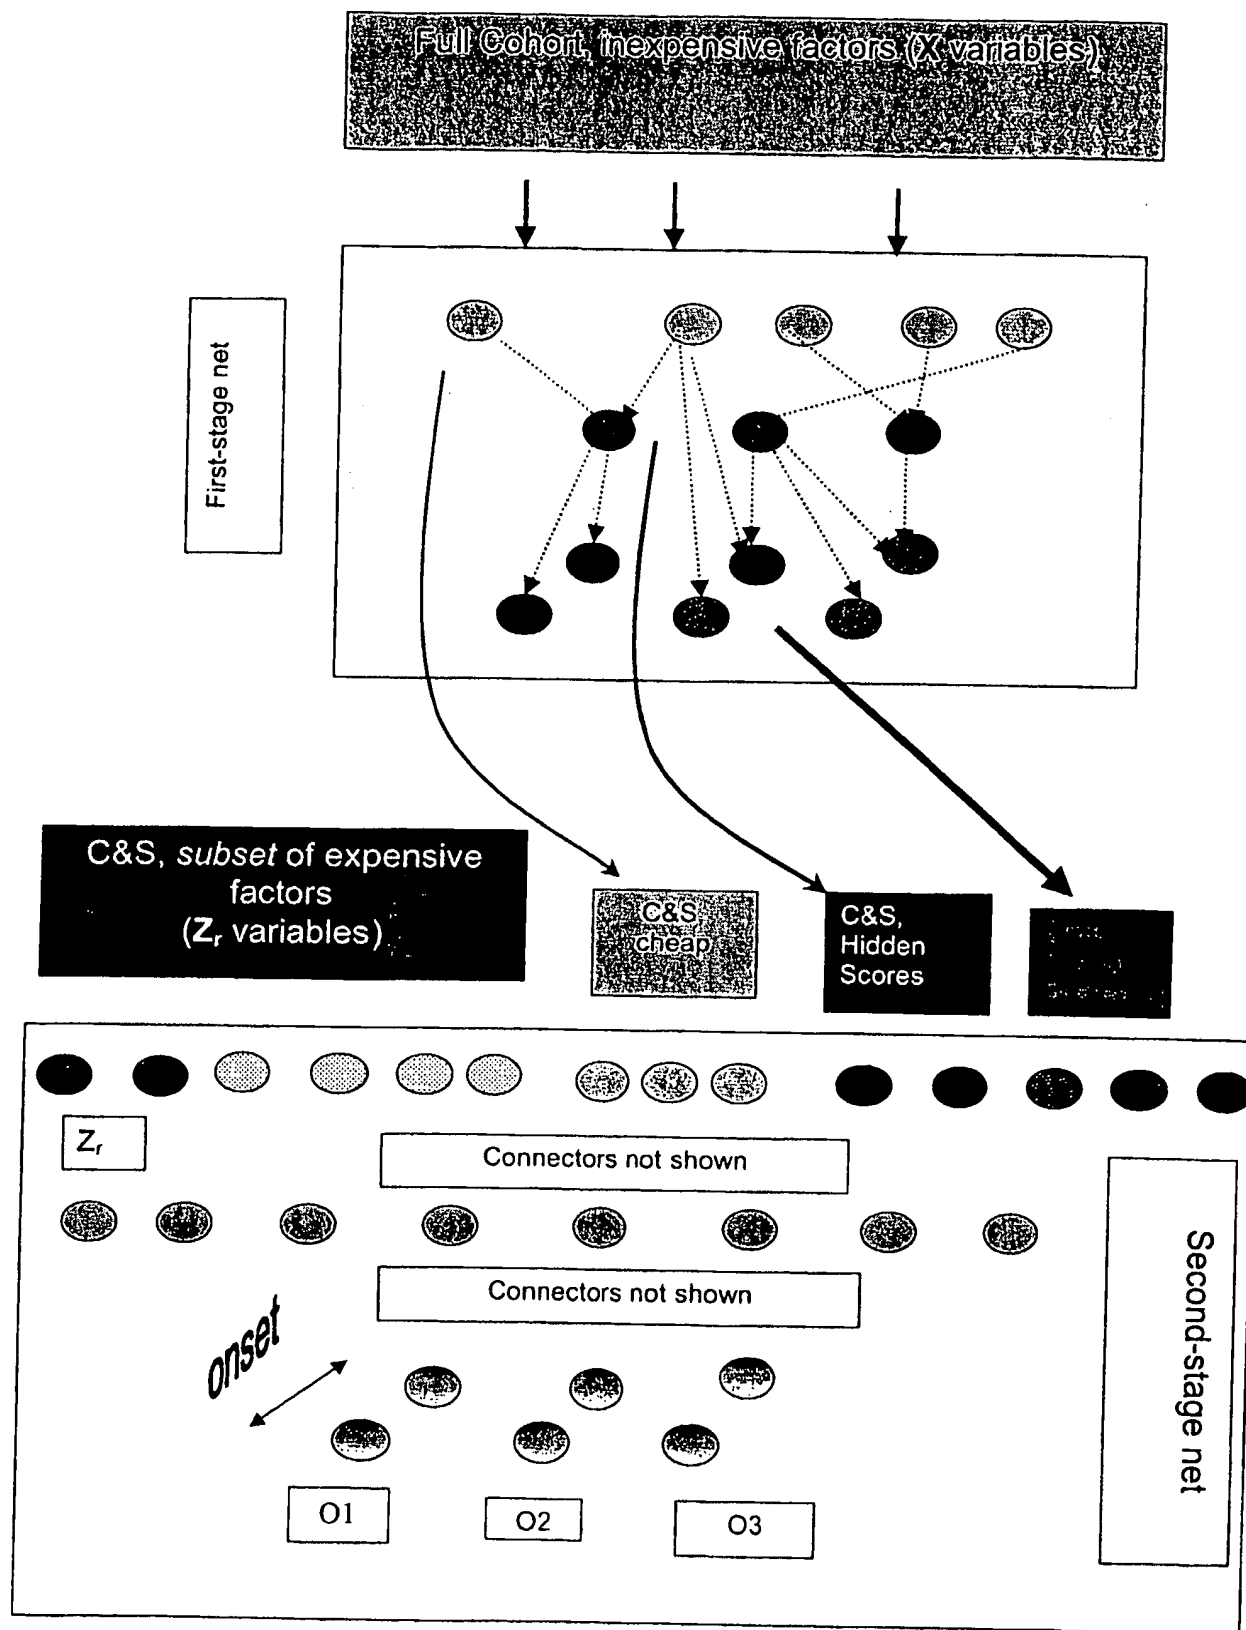 Full Cohort, inexpensive factors (X variables)
First-stage net
C&S, subset of expensive
factors
(Zr variables)
C&S,
cheap
C&S,
Hidden
Scores
Zr
Connectors not shown
Connectors not shown
onset
Second-stage net
O1
O2
O3